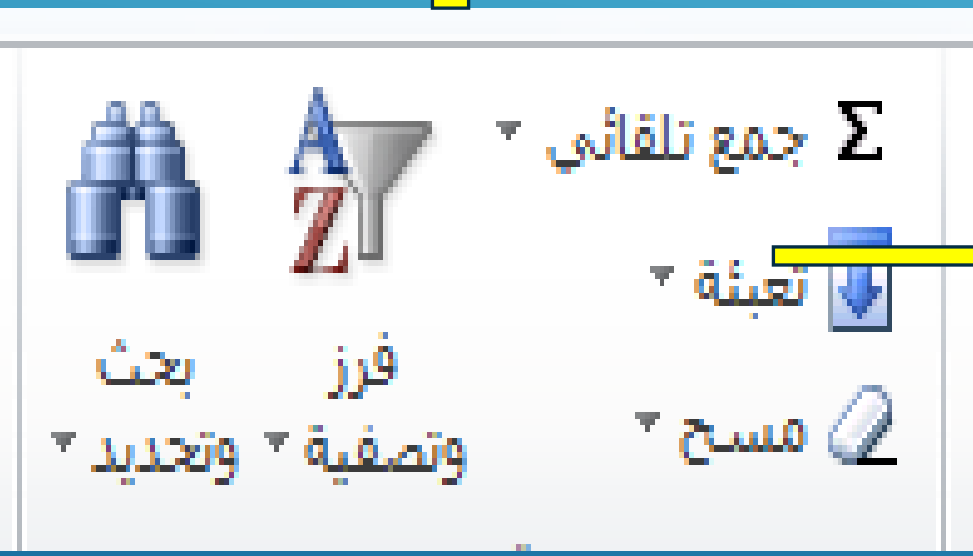 Σ جمع تلقائي
تعبئة
مسح
A
Z
فرز
وتصفية
بحث
وتحديد